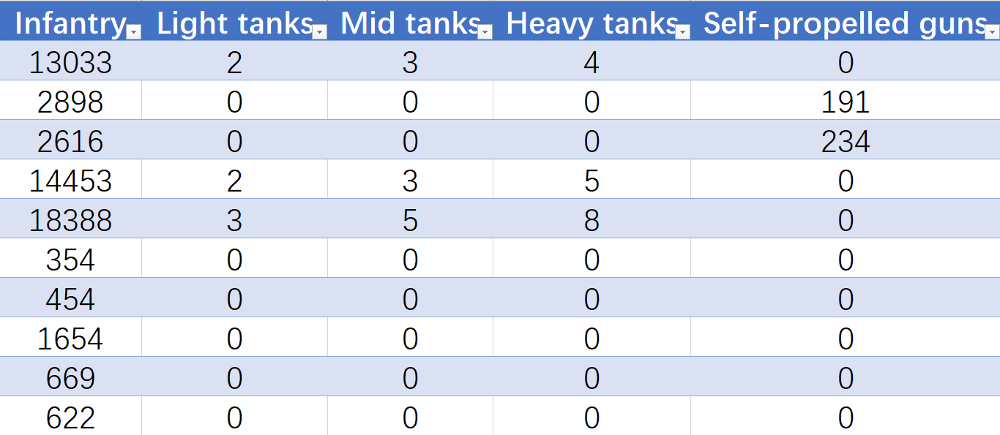 Infantry Light tanks Mid tanks Heavy tanks Self-propelled guns
13033 2 3 4 0
2898 0 0 0 191
2616 0 0 0 234
14453 2 3 5 0
18388 3 5 8 0
354 0 0 0 0
454 0 0 0 0
1654 0 0 0 0
669 0 0 0 0
622 0 0 0 0